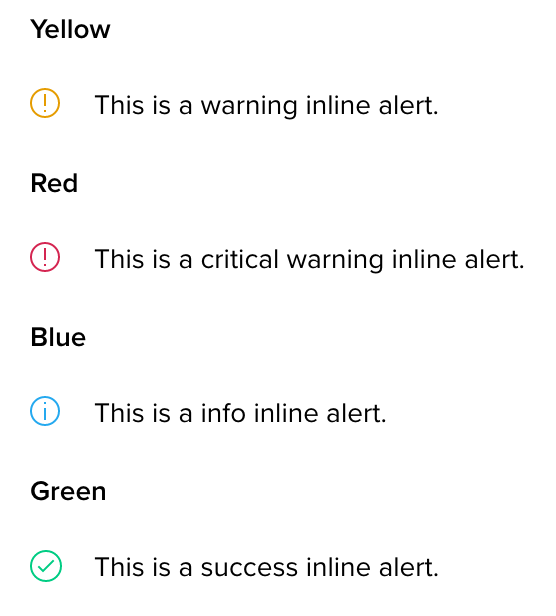 Yellow
This is a warning inline alert.
Red
This is a critical warning inline alert.
Blue
This is a info inline alert.
Green
This is a success inline alert.